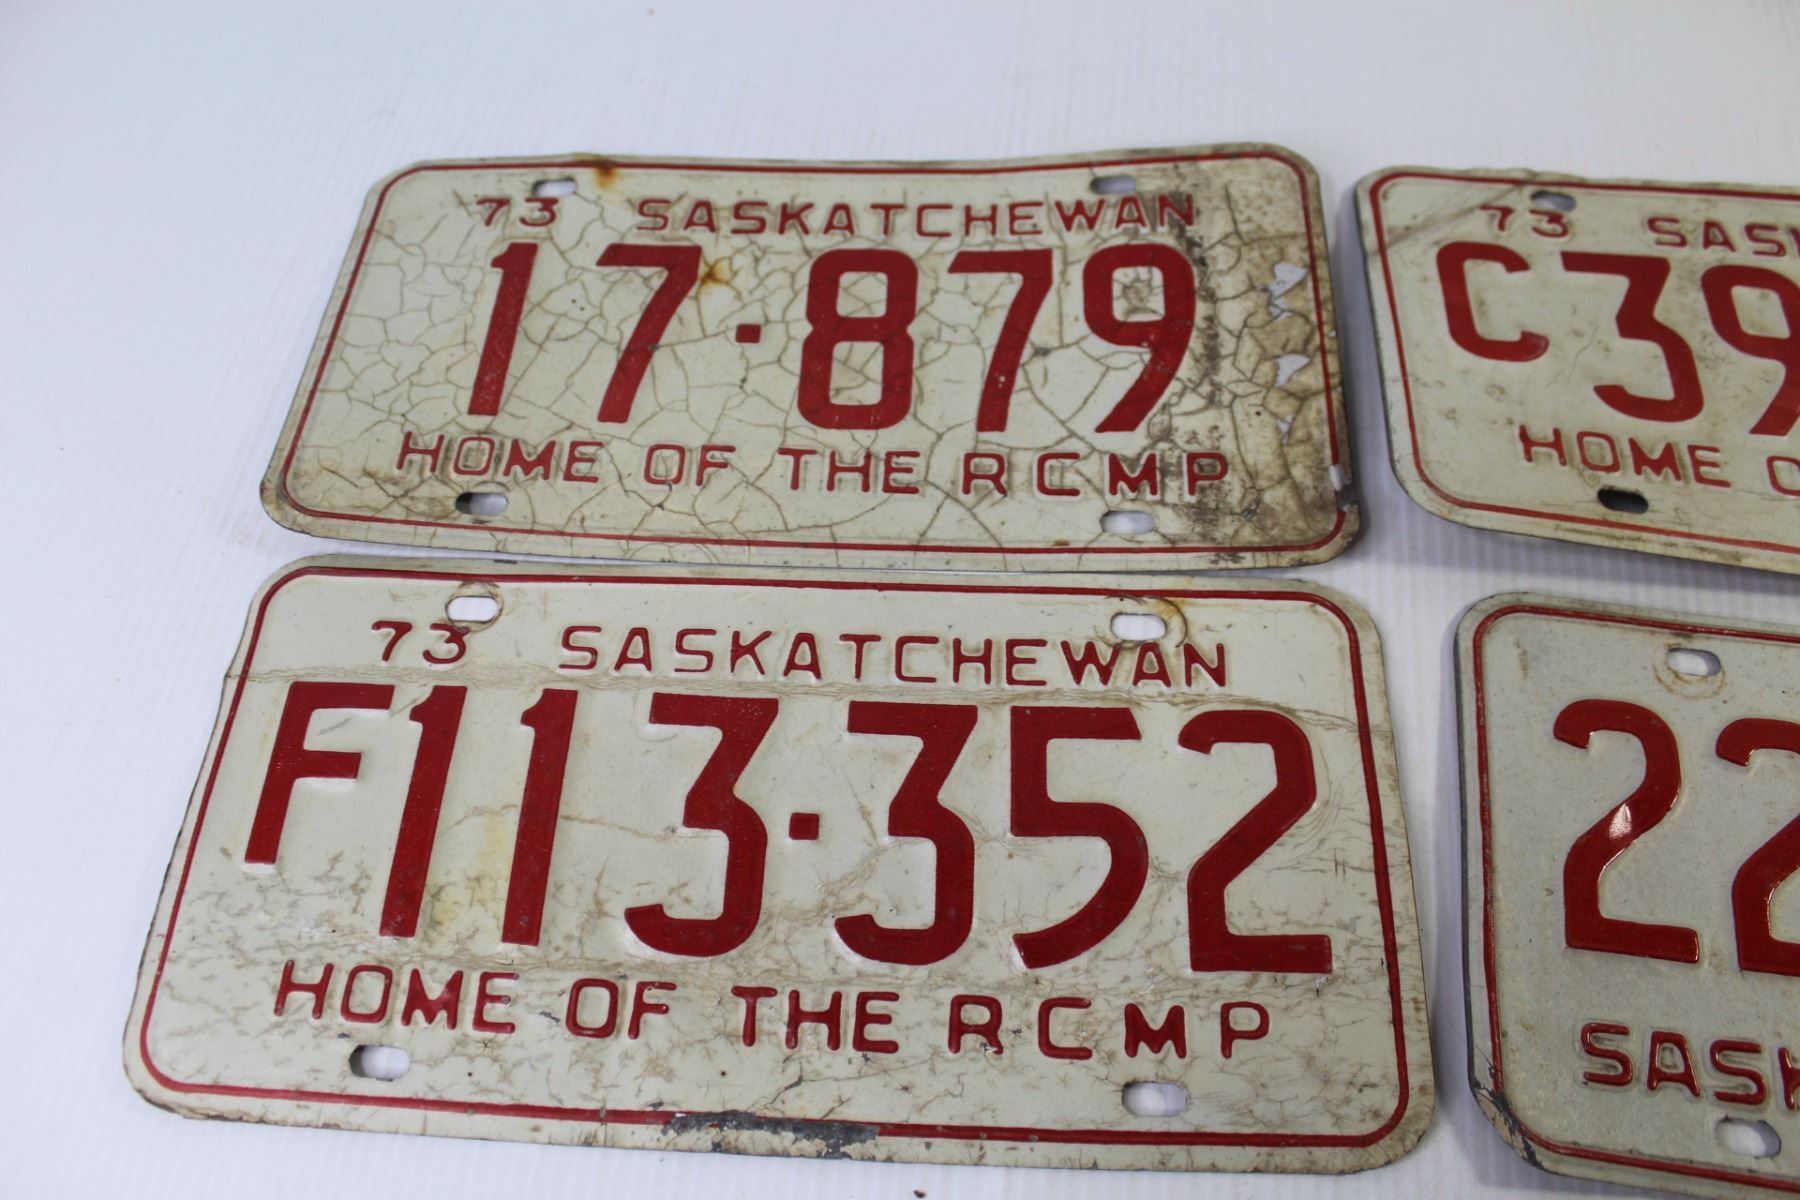 73 SASKATCHEWAN
17·879
HOME OF THE RCMP
73 SAS
C39
HOME
73 SASKATCHEWAN
F113·352
HOME OF THE RCMP
22
SAS